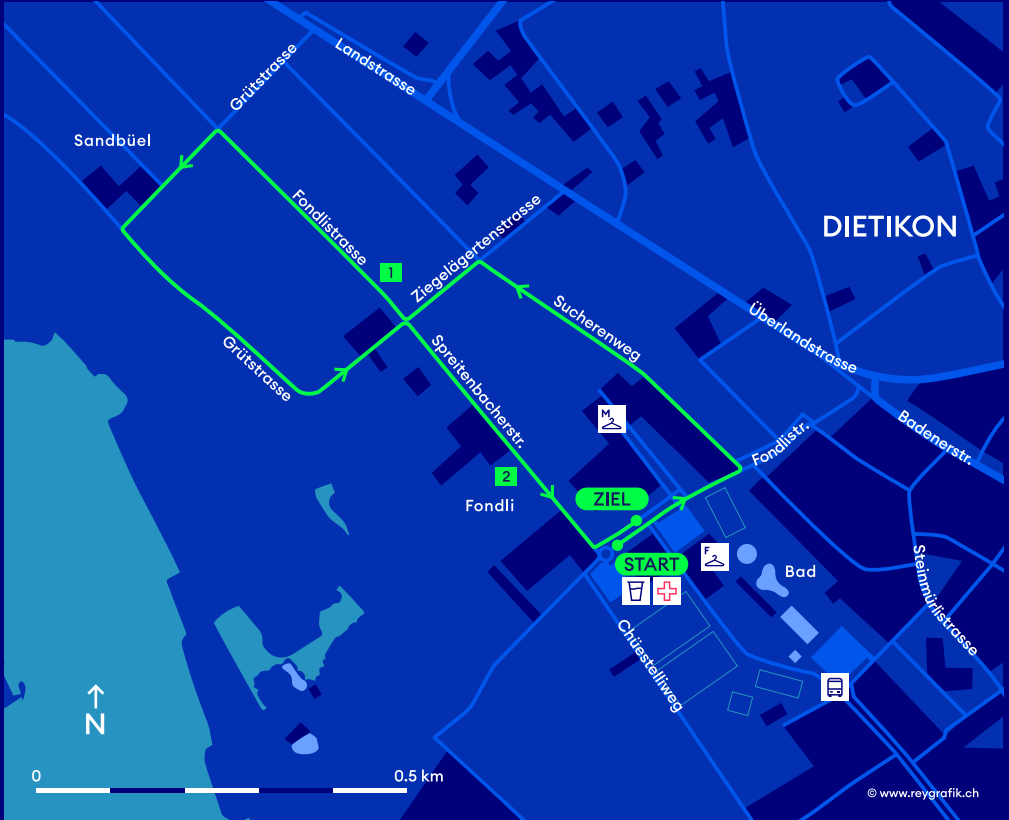 Landstrasse
Grütstrasse
Sandbüel
Fondlistrasse
Ziegelägertenstrasse
DIETIKON
1
Sucherenweg
Überlandstrasse
Grütstrasse
Spreitenbacherstr.
M
Fondlistr.
Badenerstr.
2
Fondli
ZIEL
F
START
Bad
Steinmürlistrasse
Chüestelliweg
N
0
0.5 km
© www.reygrafik.ch